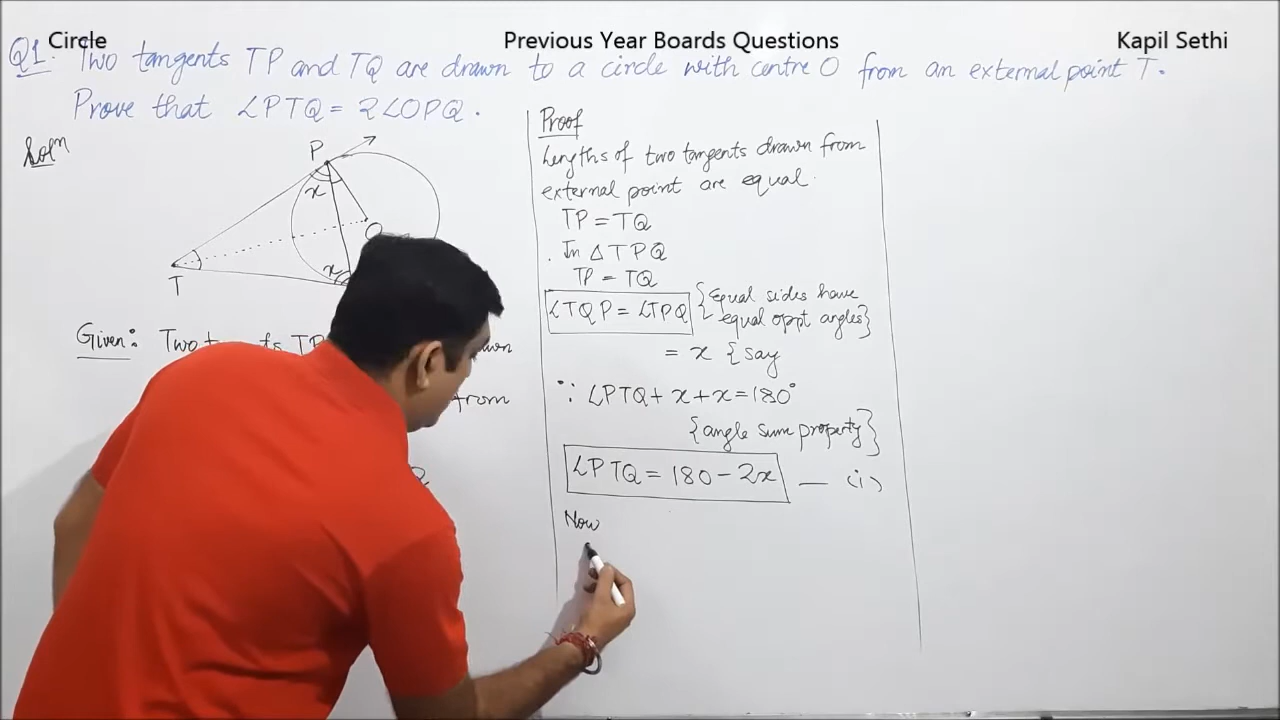 Circle
Previous Year Boards Questions
Kapil Sethi
Q1. Two tangents TP and TQ are drawn to a circle with centre O from an external point T.
Prove that ∠PTQ = 2∠OPQ.
Soln
P
x
O
x
T
Given: Two TP
from
Q
Proof
Lengths of two tangents drawn from
external point are equal.
TP = TQ
In △TPQ
TP = TQ
∠TQP = ∠TPQ {Equal sides have
equal oppt angles}
= x {say
∵ ∠PTQ + x + x = 180°
{angle sum property}
∠PTQ = 180 - 2x — (i)
Now